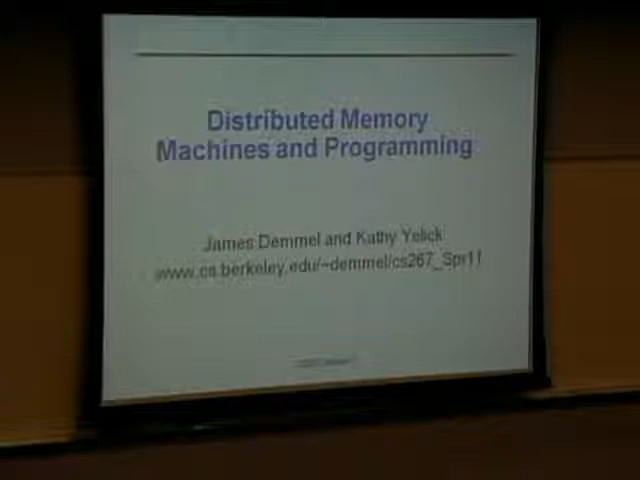 Distributed Memory
Machines and Programming
James Demmel and Kathy Yelick
www.cs.berkeley.edu/~demmel/cs267_Spr11